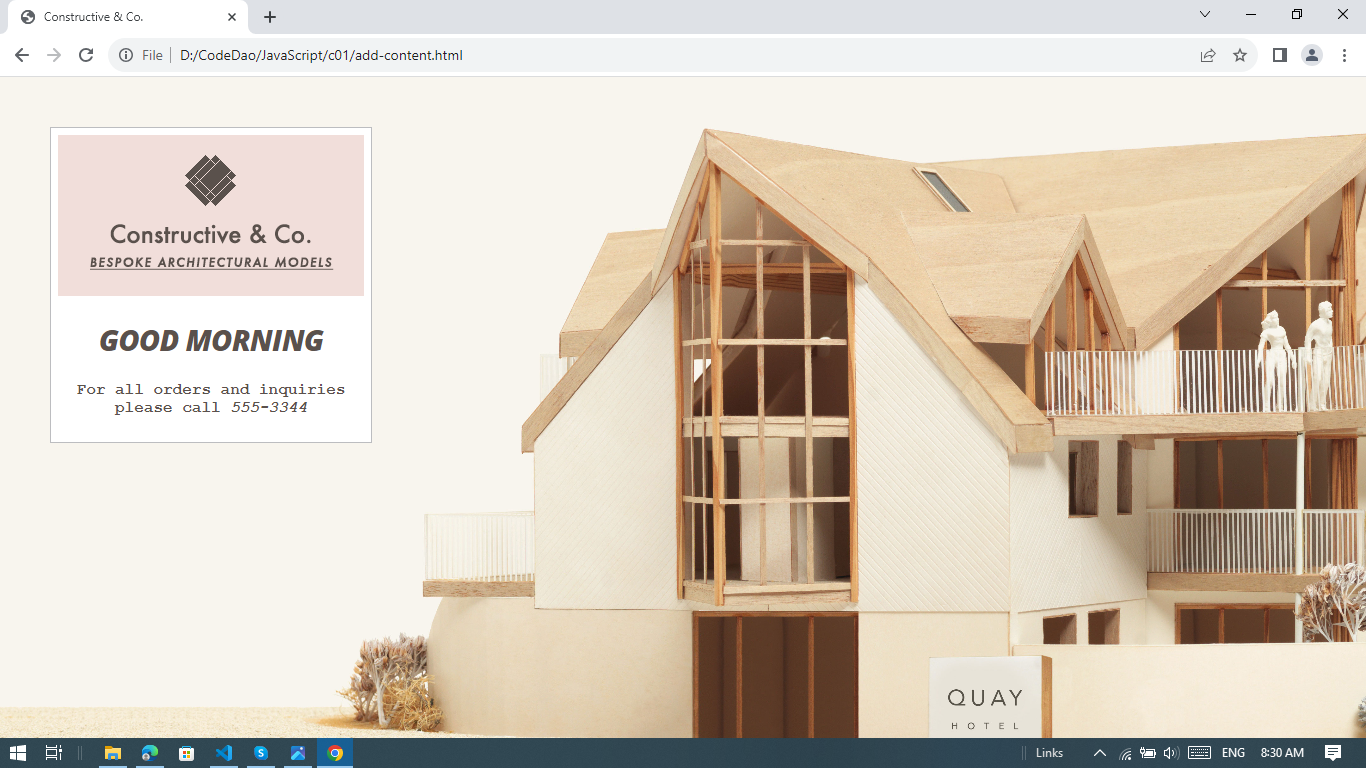 Constructive & Co.
File
D:/CodeDao/JavaScript/c01/add-content.html
Constructive & Co.
BESPOKE ARCHITECTURAL MODELS
GOOD MORNING
For all orders and inquiries
please call 555-3344
QUAY
HOTEL
Links
ENG
8:30 AM